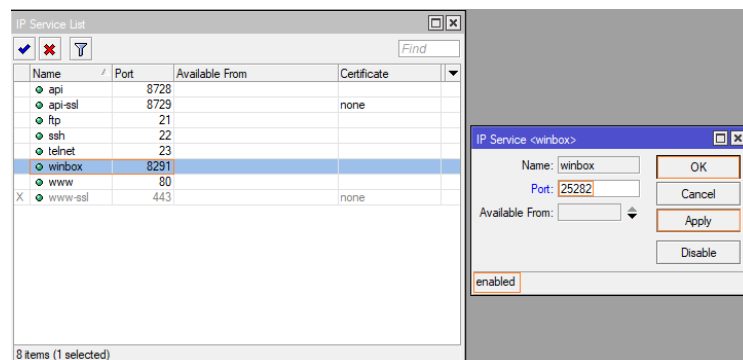 IP Service List
Find
Name / Port Available From Certificate
api 8728
api-ssl 8729 none
ftp 21
ssh 22
telnet 23
winbox 8291
www 80
X www-ssl 443 none
8 items (1 selected)
IP Service <winbox>
Name: winbox OK
Port: 25282 Cancel
Available From: Apply
Disable
enabled